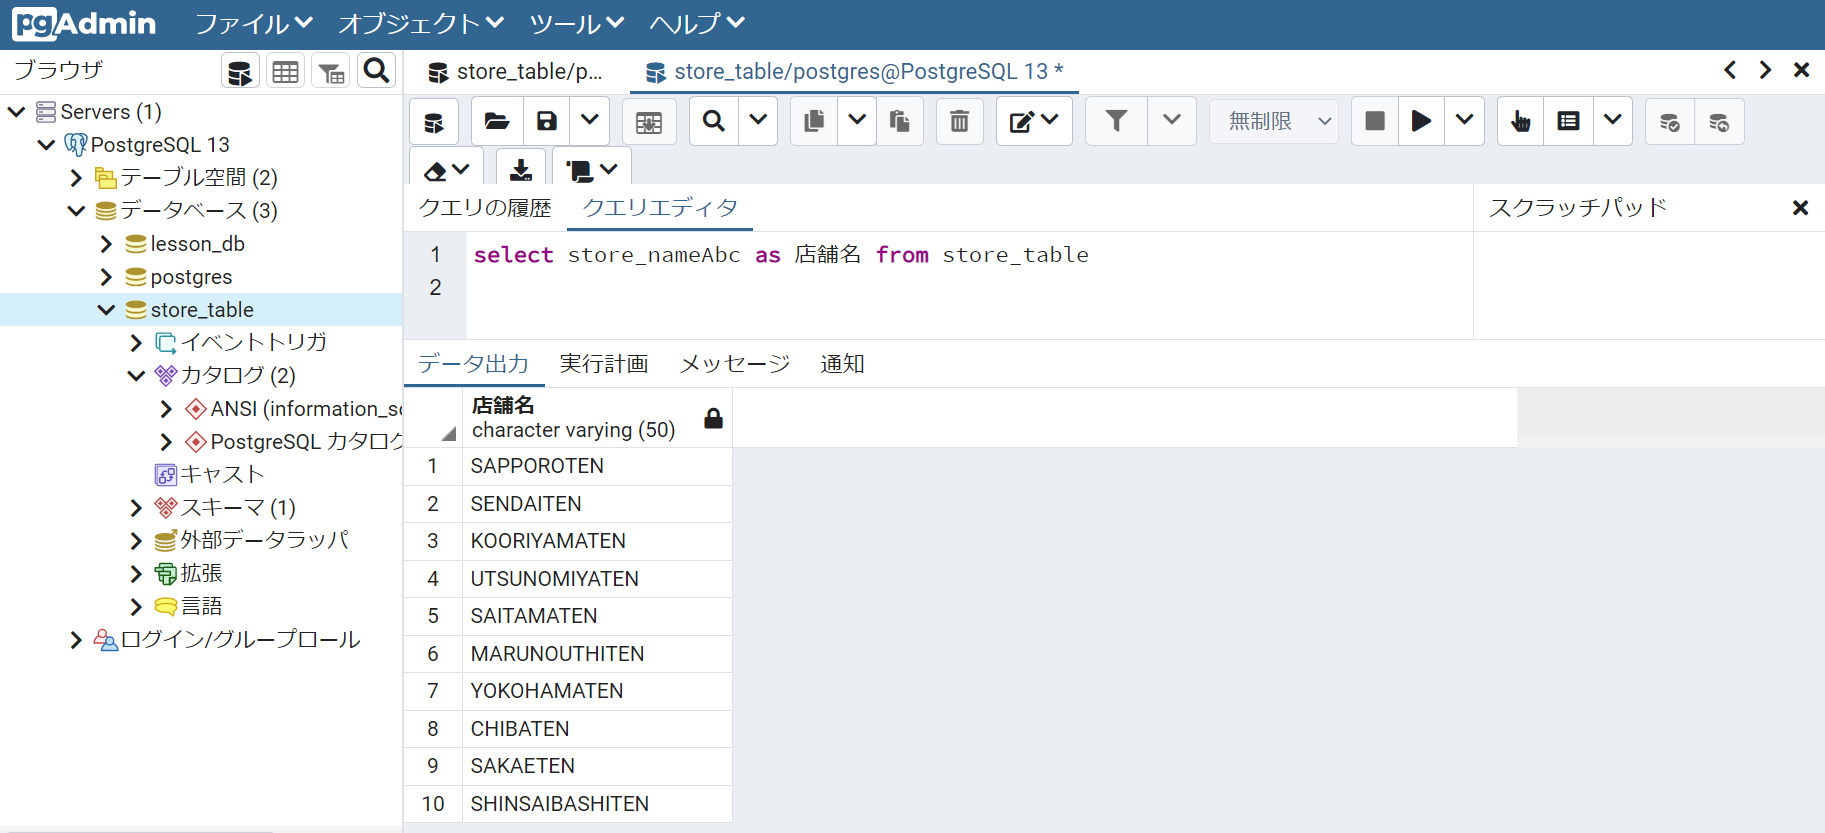 pgAdmin ファイル オブジェクト ツール ヘルプ
ブラウザ
Servers (1)
PostgreSQL 13
テーブル空間 (2)
データベース (3)
lesson_db
postgres
store_table
イベントトリガ
カタログ (2)
ANSI (information_sc
PostgreSQL カタログ
キャスト
スキーマ (1)
外部データラッパ
拡張
言語
ログイン/グループロール
store_table/p... store_table/postgres@PostgreSQL 13 *
無制限
クエリの履歴 クエリエディタ スクラッチパッド
1 select store_nameAbc as 店舗名 from store_table
2
データ出力 実行計画 メッセージ 通知
店舗名
character varying (50)
1 SAPPOROTEN
2 SENDAITEN
3 KOORIYAMATEN
4 UTSUNOMIYATEN
5 SAITAMATEN
6 MARUNOUTHITEN
7 YOKOHAMATEN
8 CHIBATEN
9 SAKAETEN
10 SHINSAIBASHITEN